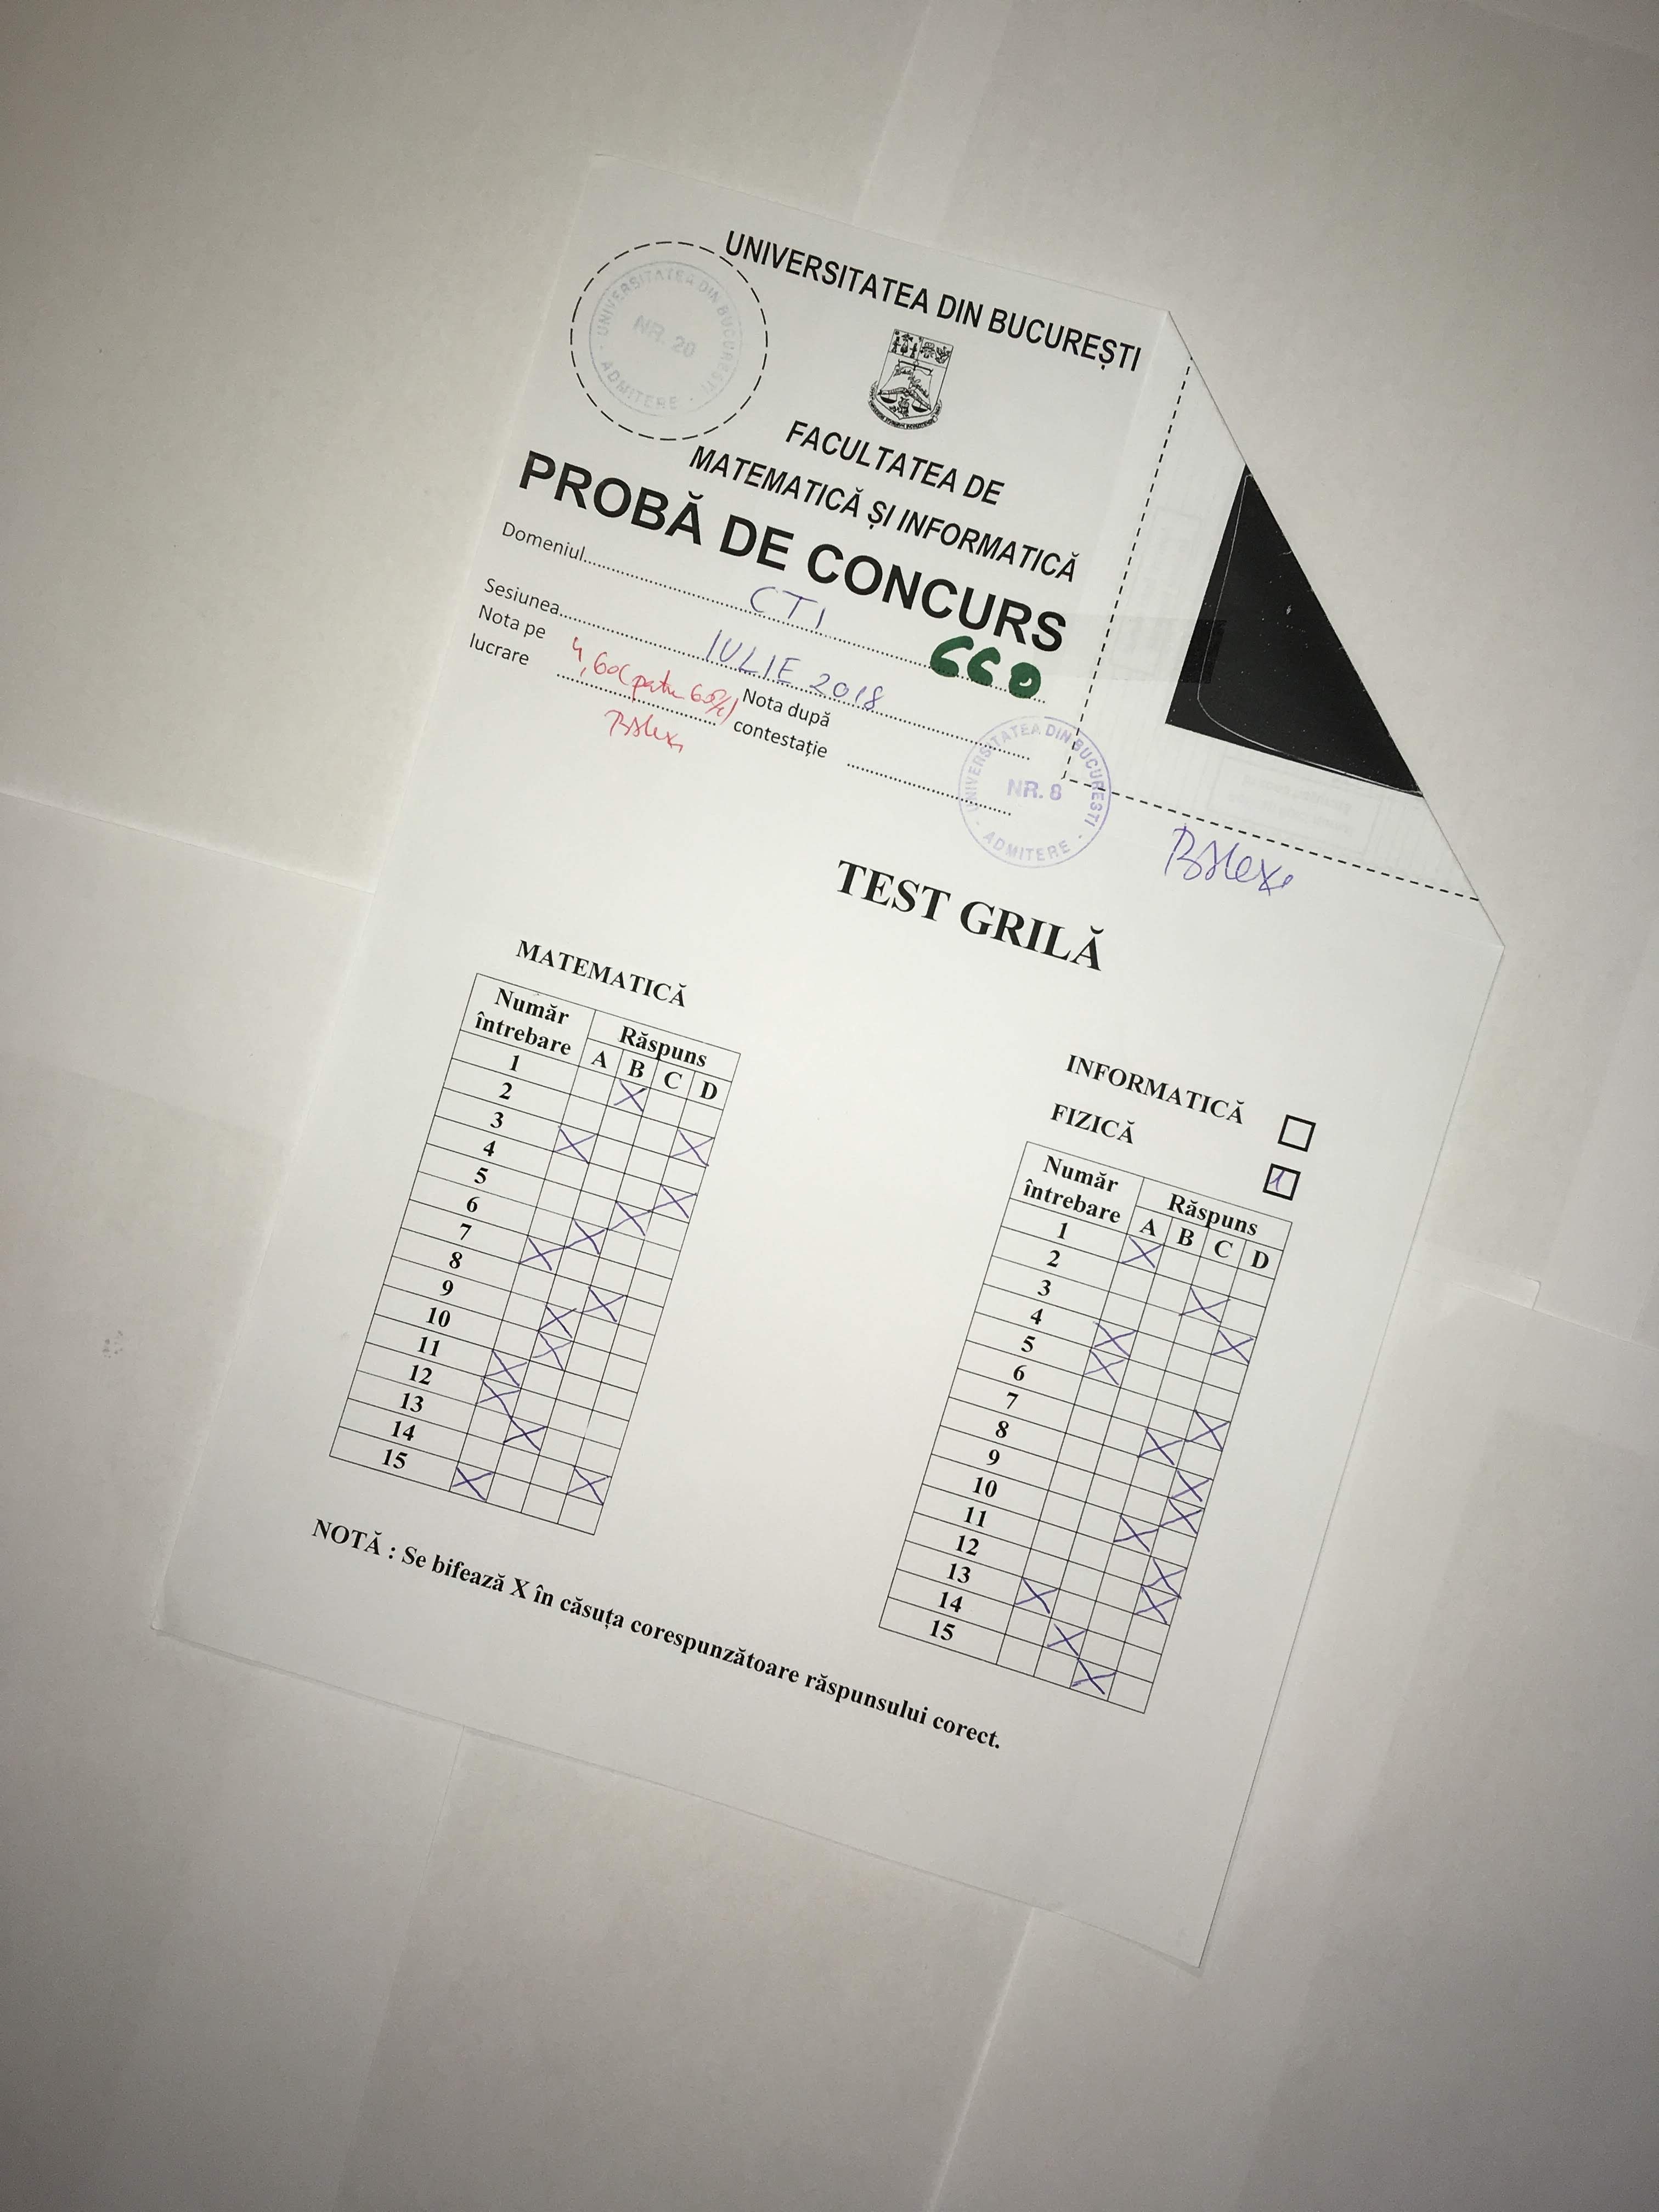 UNIVERSITATEA DIN BUCUREȘTI
UNIVERSITATEA DIN BUCUREȘTI
NR. 20
ADMITERE
FACULTATEA DE
MATEMATICĂ ȘI INFORMATICĂ
PROBĂ DE CONCURS
Domeniul CTI
660
Sesiunea IULIE 2018
Nota pe lucrare 4,60 (patru 60%)
Nota după contestație
UNIVERSITATEA DIN BUCUREȘTI
NR. 8
ADMITERE
TEST GRILĂ
MATEMATICĂ
Număr întrebare Răspuns
A B C D
1 X
2
3 X X
4
5 X
6 X
7 X
8 X
9 X
10 X
11 X
12 X
13 X
14 X
15 X X
INFORMATICĂ
FIZICĂ
Număr întrebare Răspuns
A B C D
1 X
2
3 X
4 X
5 X
6 X
7
8 X
9 X
10 X
11 X
12 X
13 X
14 X X
15 X
X
NOTĂ : Se bifează X în căsuța corespunzătoare răspunsului corect.